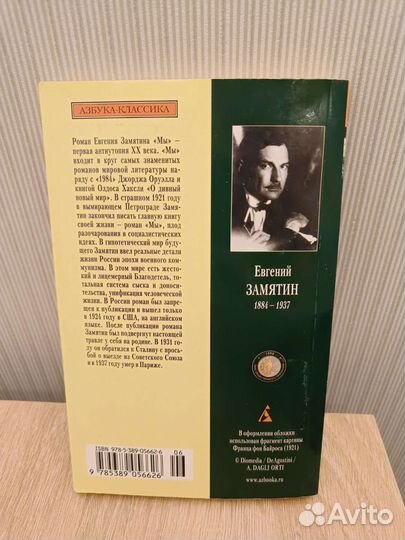 АЗБУКА-КЛАССИКА
Роман Евгения Замятина «Мы» —
первая антиутопия XX века. «Мы»
входит в круг самых знаменитых
романов мировой литературы на-
ряду с «1984» Джорджа Оруэлла и
книгой Олдоса Хаксли «О дивный
новый мир». В страшном 1921 году
в вымирающем Петрограде Замя-
тин закончил писать главную книгу
своей жизни — роман «Мы», плод
разочарования в социалистических
идеях. В гипотетический мир буду-
щего Замятин ввел реальные детали
жизни России эпохи военного ком-
мунизма. В этом мире есть жесто-
кий и лицемерный Благодетель, то-
тальная система сыска и доноси-
тельства, унификация человеческой
жизни. В России роман был запре-
щен к публикации и вышел только
в 1924 году в США, на английском
языке. После публикации романа
Замятин был подвергнут настоящей
травле у себя на родине. В 1931 го-
ду он обратился к Сталину с прось-
бой о выезде из Советского Союза
и в 1937 году умер в Париже.
ISBN 978-5-389-05662-6
06
9 785389 056626
Евгений
ЗАМЯТИН
1884 – 1937
В оформлении обложки
использован фрагмент картины
Франца фон Байроса (1921)
© Diomedia / DeAgostini /
A. DAGLI ORTI
www.azbooka.ru
Avito